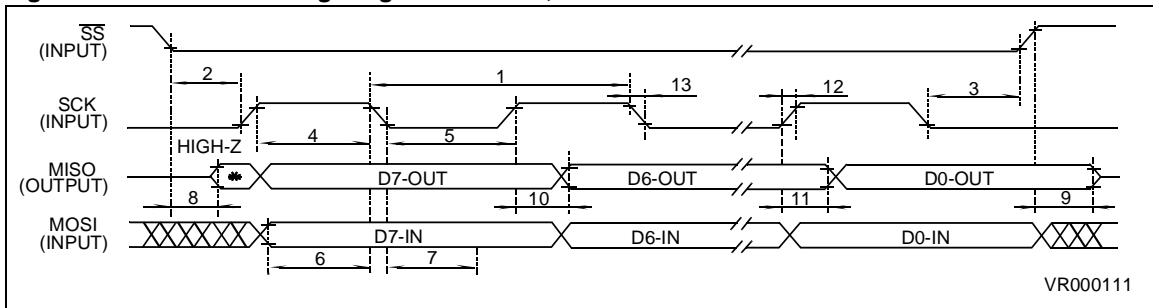 SS
(INPUT)
2
1
13
12
3
SCK
(INPUT)
4
5
HIGH-Z
MISO
(OUTPUT)
D7-OUT
D6-OUT
D0-OUT
8
10
11
9
MOSI
(INPUT)
D7-IN
D6-IN
D0-IN
6
7
VR000111